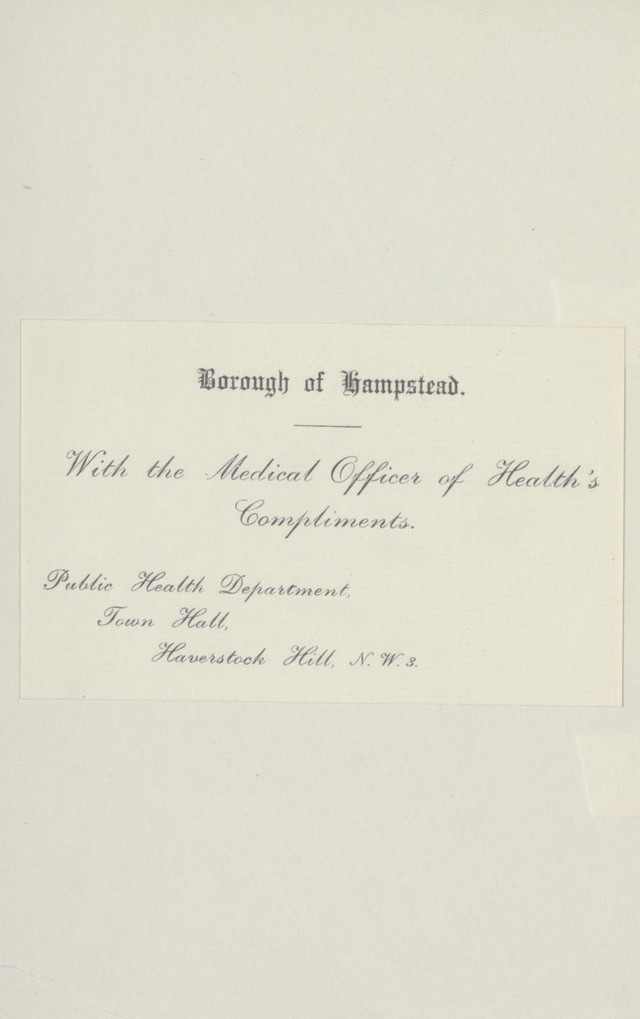 Borough of Hampstead.
With the Medical Officer of Health's
Compliments.
Public Health Department,
Town Hall,
Haverstock Hill, N. W. 3.